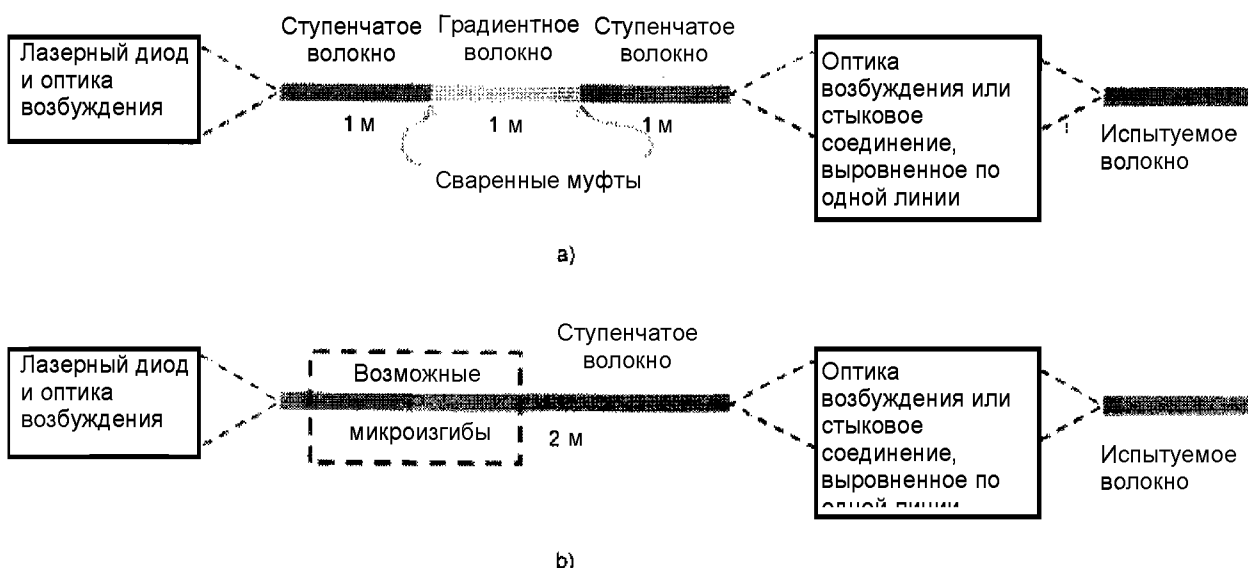 Ступенчатое
волокно
Градиентное
волокно
Ступенчатое
волокно
Лазерный диод
и оптика
возбуждения
1 м
1 м
1 м
Сваренные муфты
Оптика
возбуждения или
стыковое
соединение,
выровненное по
одной линии
Испытуемое
волокно
a)
Лазерный диод
и оптика
возбуждения
Возможные
микроизгибы
Ступенчатое
волокно
2 м
Оптика
возбуждения или
стыковое
соединение,
выровненное по
одной линии
Испытуемое
волокно
b)